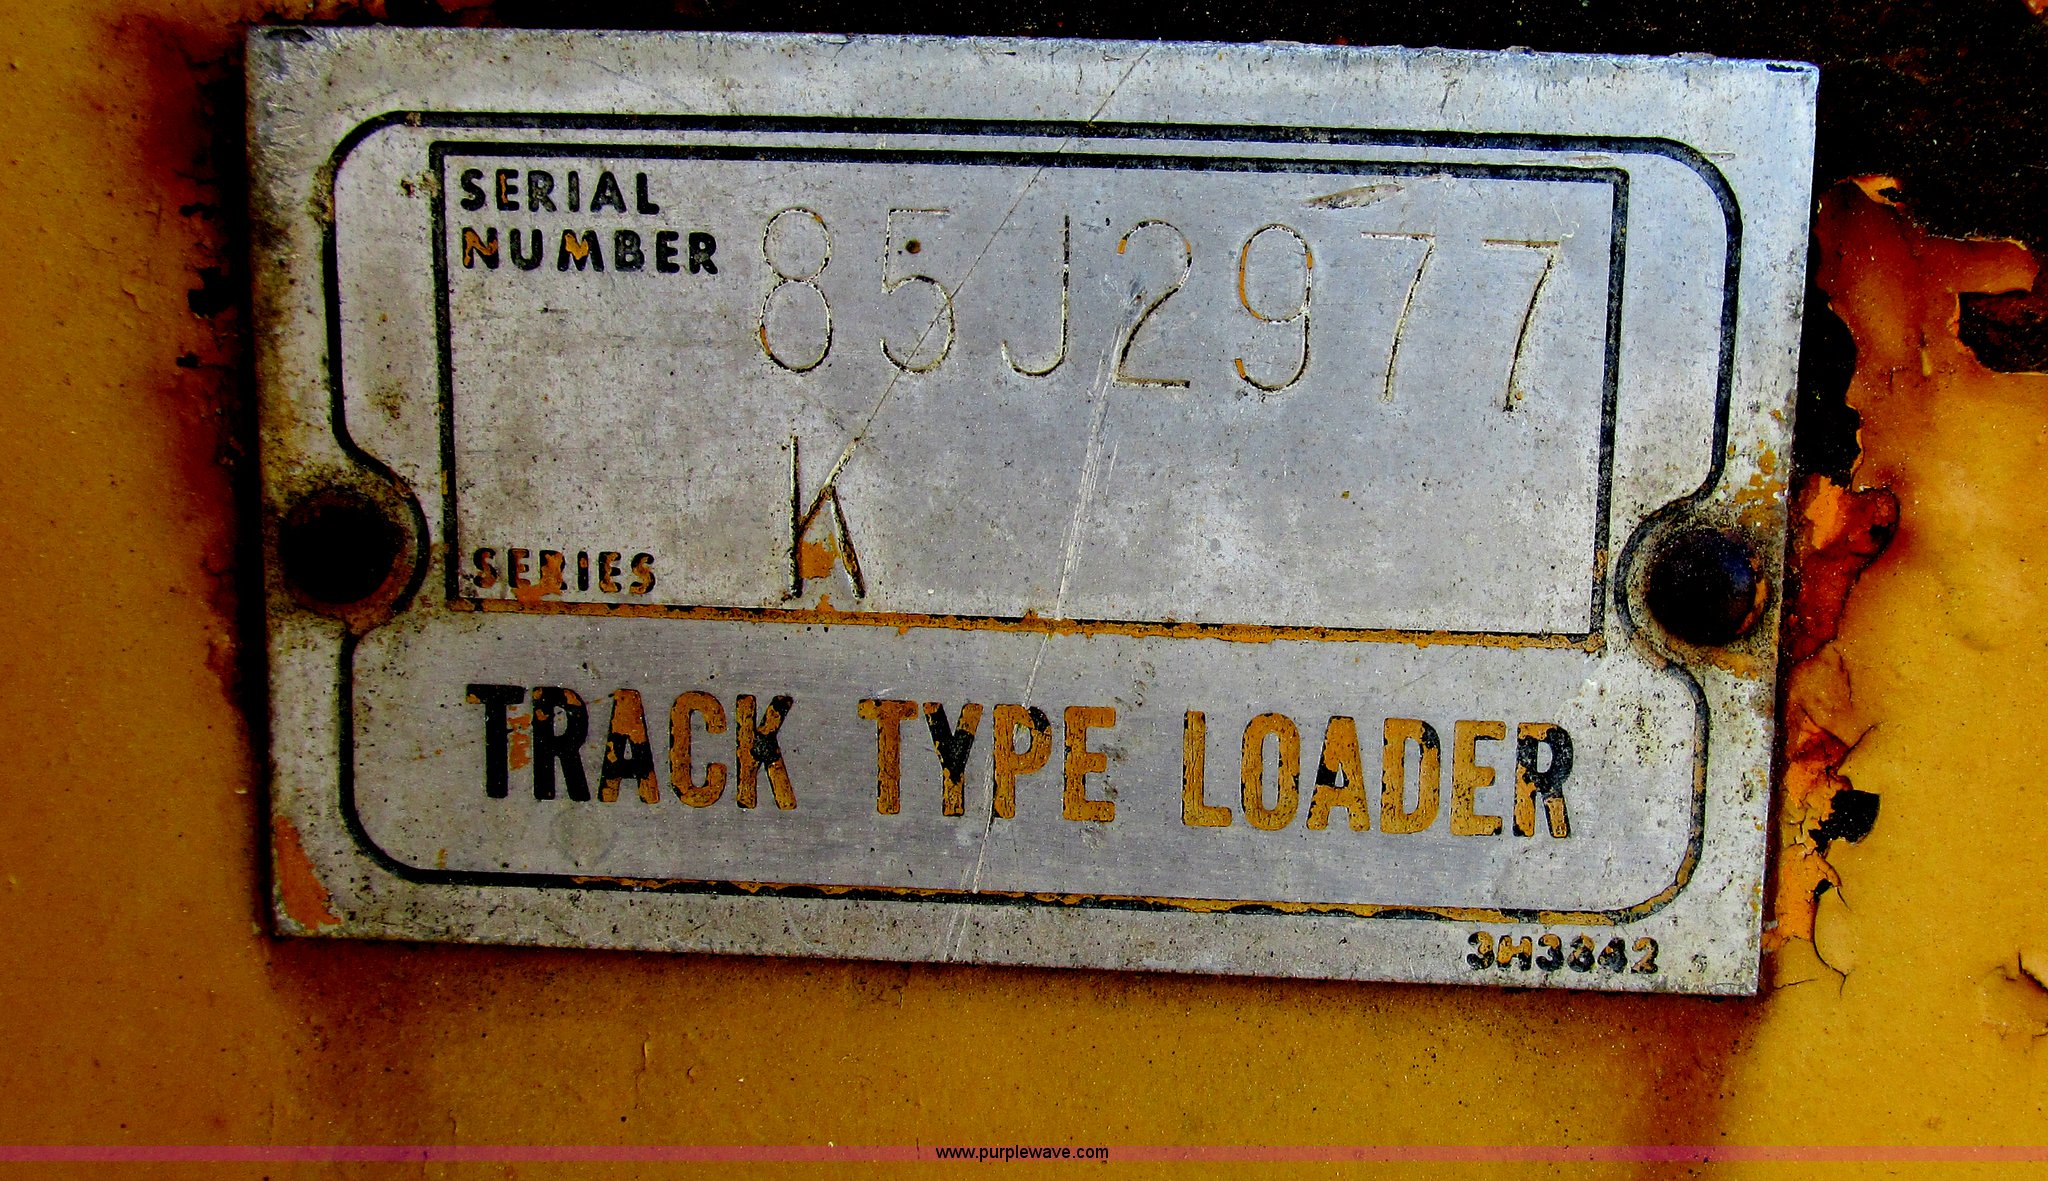 SERIAL
NUMBER 85J2977
SERIES K
TRACK TYPE LOADER
3H3842
www.purplewave.com